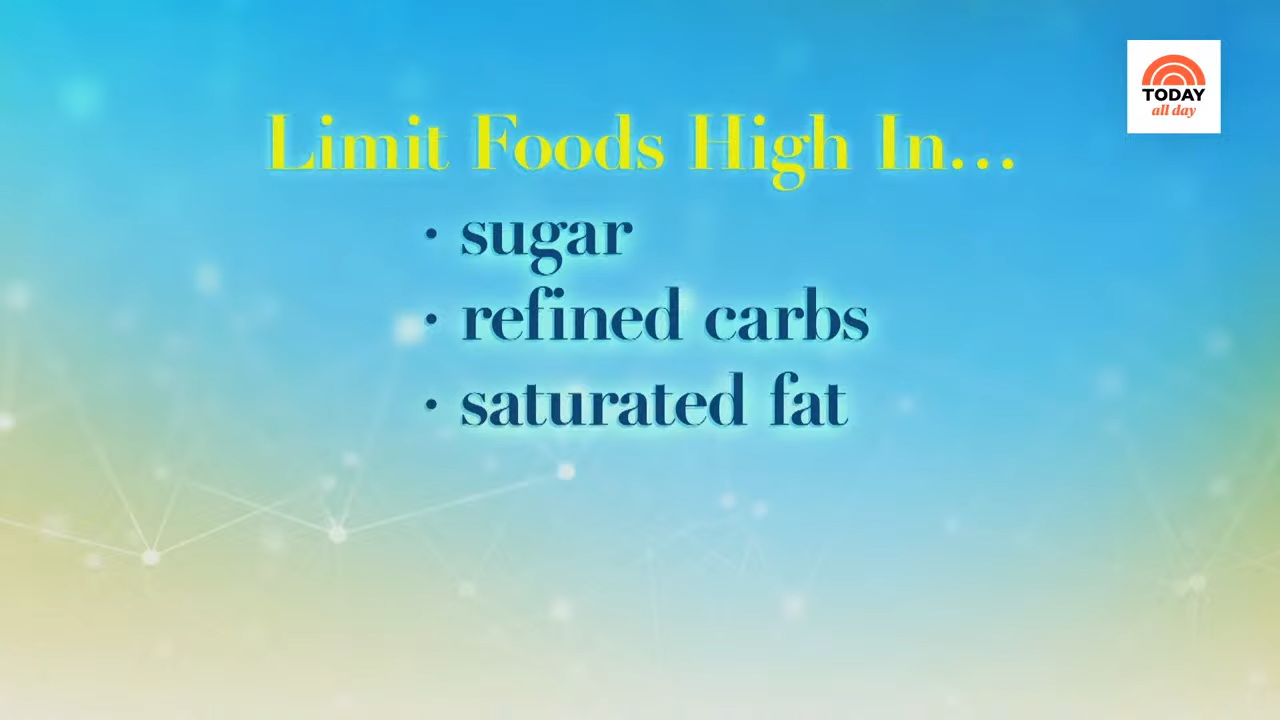 Limit Foods High In...
• sugar
• refined carbs
• saturated fat
TODAY
all day